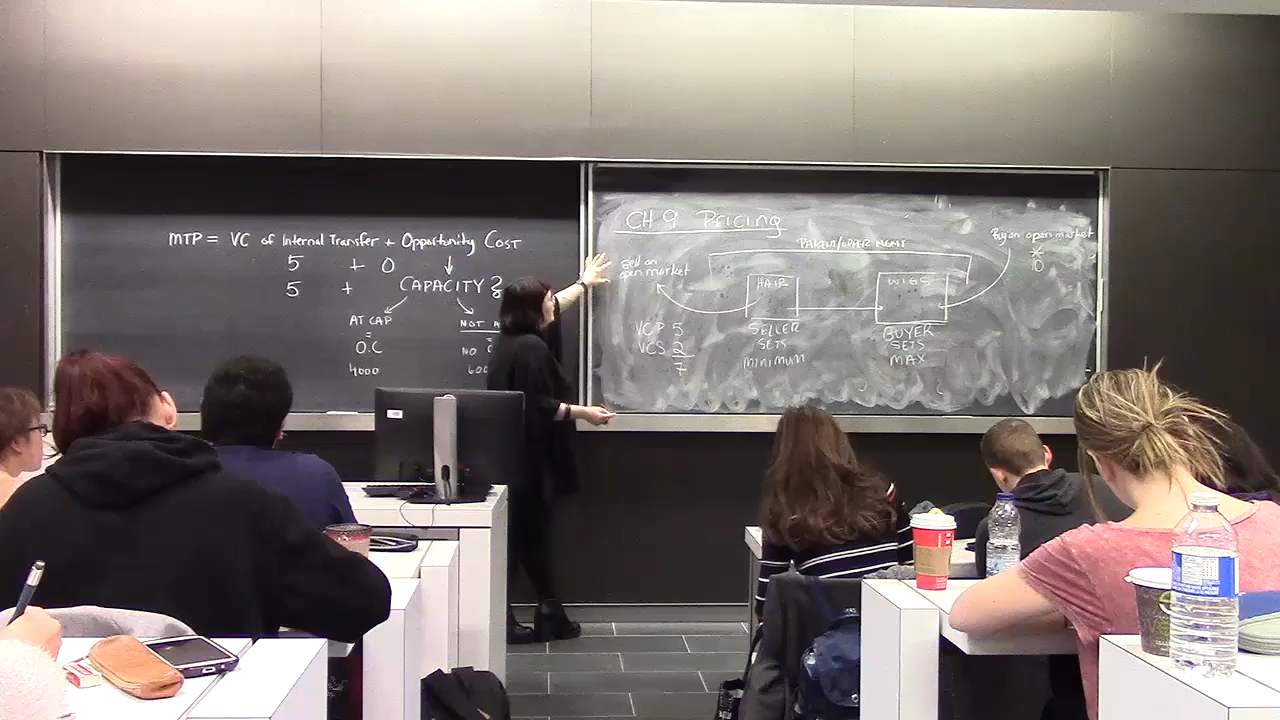 MTP = VC of Internal Transfer + Opportunity Cost
5 + 0
5 + CAPACITY?
AT CAP
=
O.C
4000
NOT
NO
600
CH 9 Pricing
PARENT/UPPER MGMT
sell on
open market
Buy on open market
10
HAIR
WIGS
VCP 5
VCS 2
7
SELLER
SETS
MINIMUM
BUYER
SETS
MAX